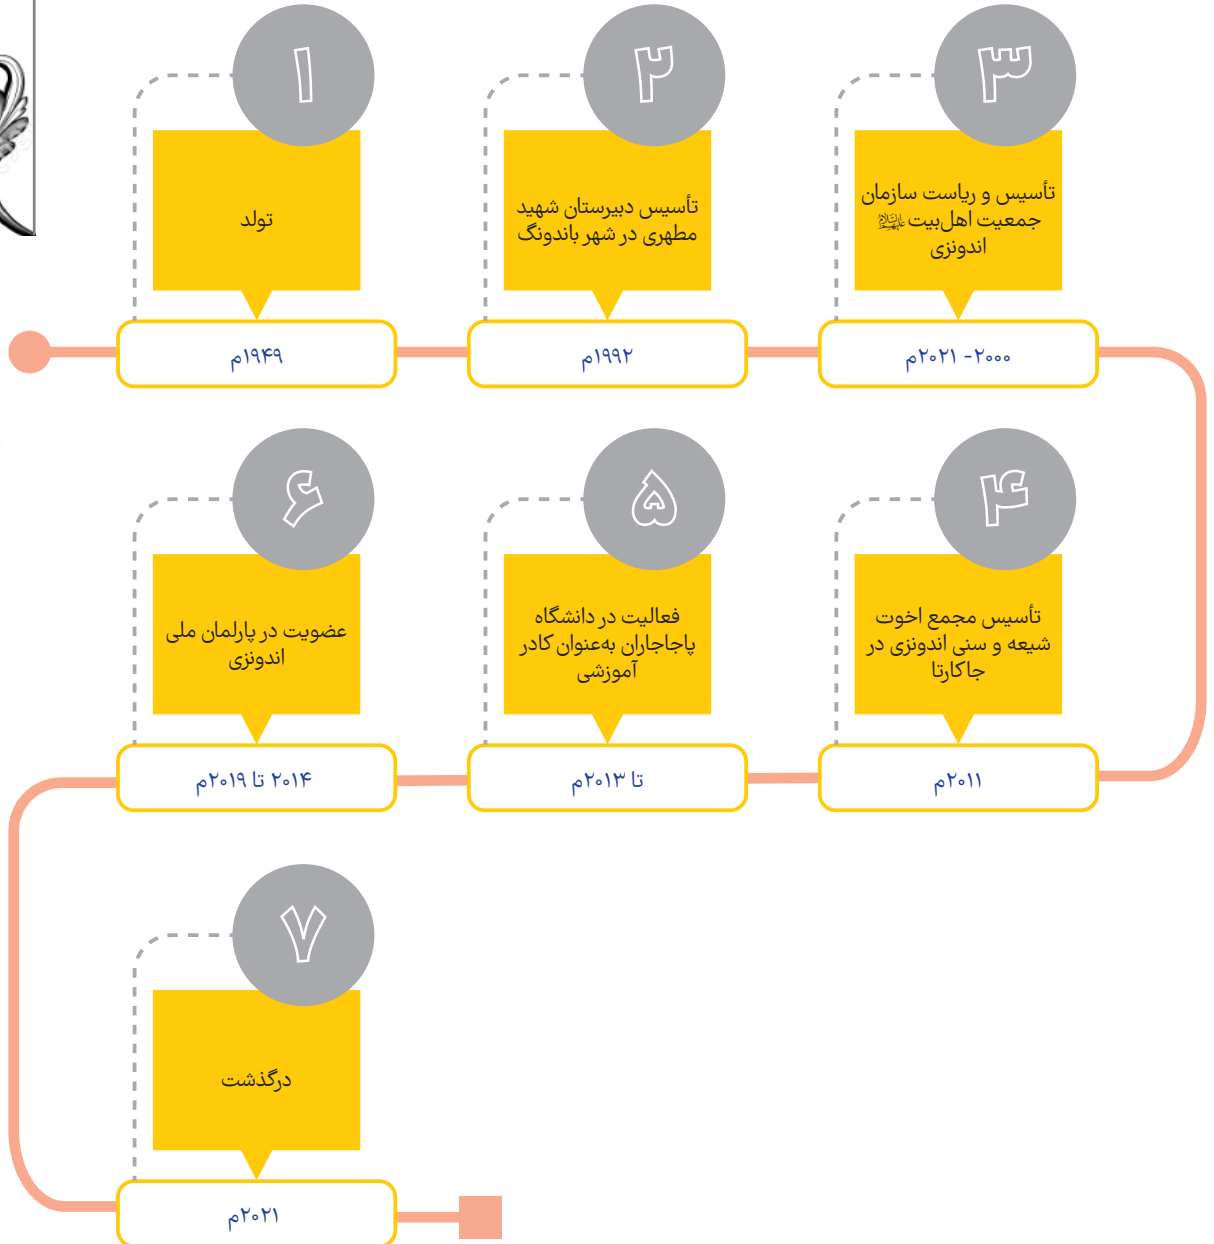 ۱
تولد
۱۹۴۹م
۲
تأسیس دبیرستان شهید
مطهری در شهر باندونگ
۱۹۹۲م
۳
تأسیس و ریاست سازمان
جمعیت اهل‌بیت علیهم‌السلام
اندونزی
۲۰۰۰- ۲۰۲۱م
۴
تأسیس مجمع اخوت
شیعه و سنی اندونزی در
جاکارتا
۲۰۱۱م
۵
فعالیت در دانشگاه
پاجاجاران به‌عنوان کادر
آموزشی
تا ۲۰۱۳م
۶
عضویت در پارلمان ملی
اندونزی
۲۰۱۴ تا ۲۰۱۹م
۷
درگذشت
۲۰۲۱م